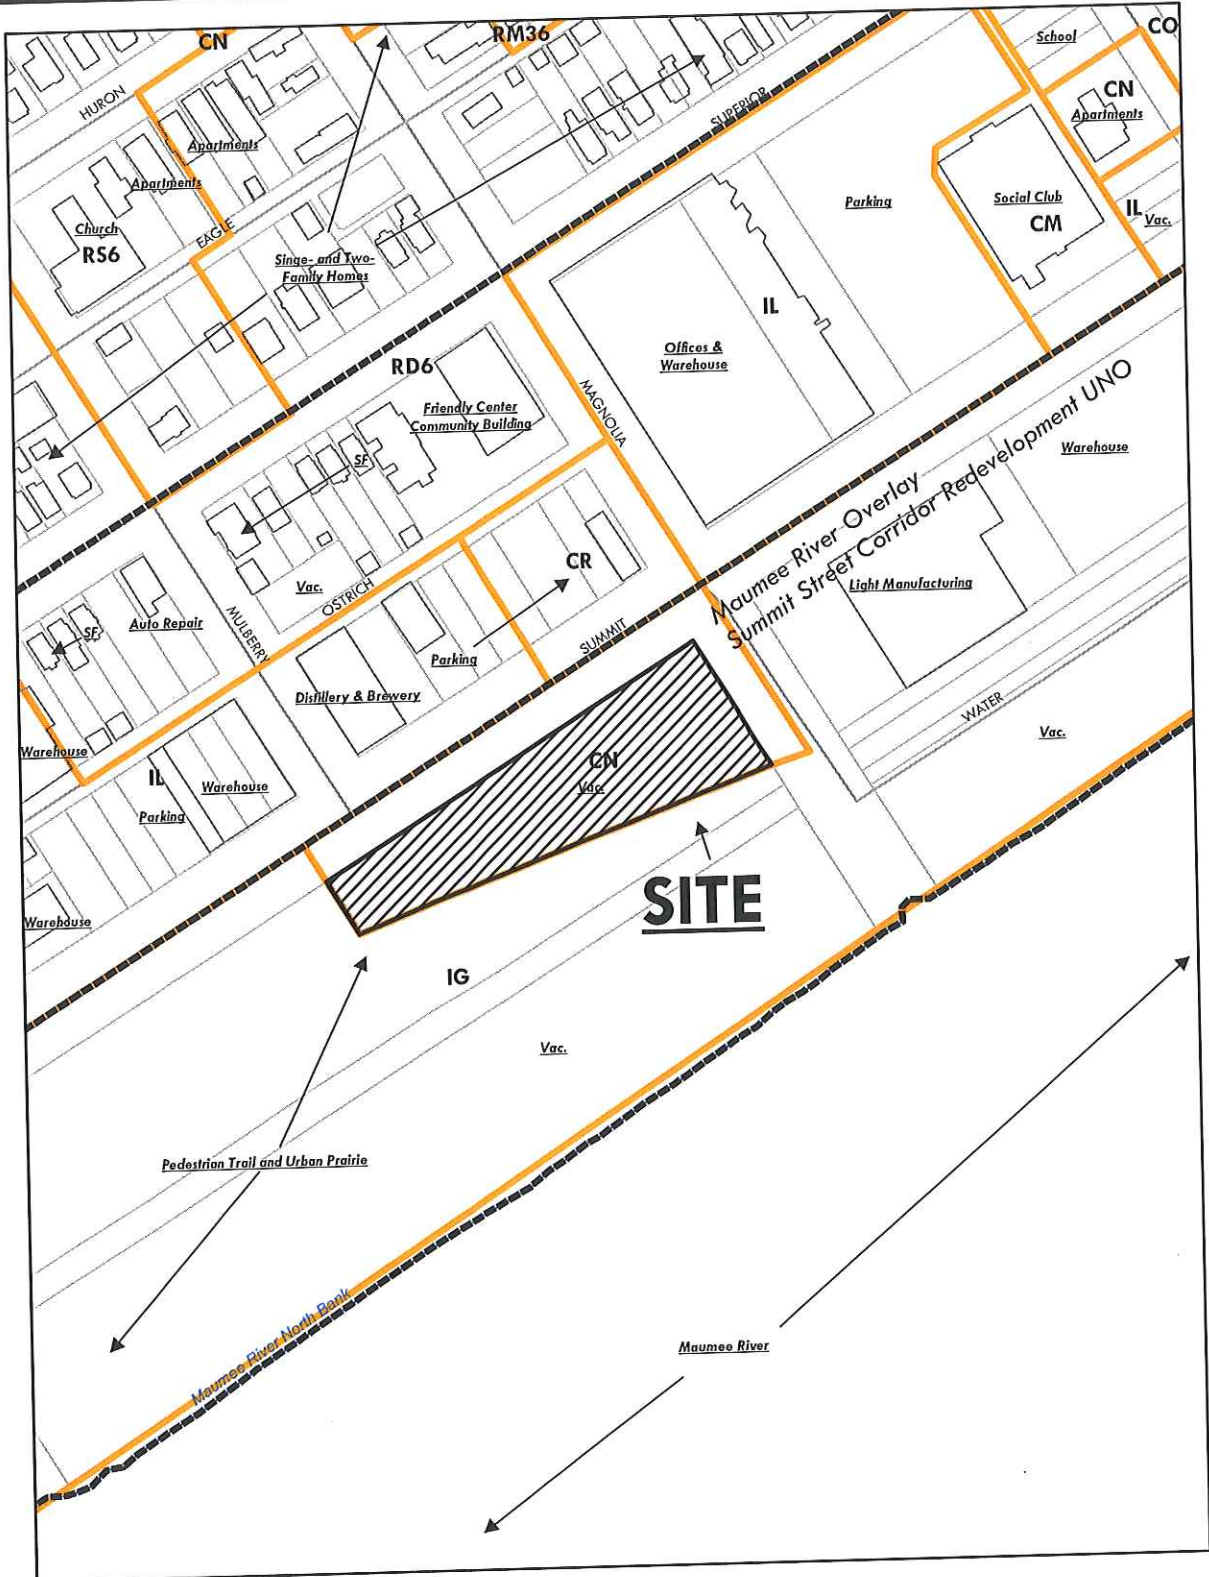 CN
RM36
School
CO
HURON
CN
Apartments
SUPERIOR
Apartments
Apartments
Parking
Social Club
CM
IL
Vac.
Church
RS6
EAGLE
Singe- and Two-
Family Homes
IL
Offices &
Warehouse
RD6
MAGNOLIA
Friendly Center
Community Building
SF
Maumee River Overlay
Summit Street Corridor Redevelopment UNO
Warehouse
CR
Light Manufacturing
Vac.
OSTRICH
MULBERRY
Auto Repair
SF
SUMMIT
Parking
Distillery & Brewery
WATER
Vac.
Warehouse
IL
Warehouse
Parking
CN
Vac.
SITE
Warehouse
IG
Vac.
Pedestrian Trail and Urban Prairie
Maumee River North Bank
Maumee River